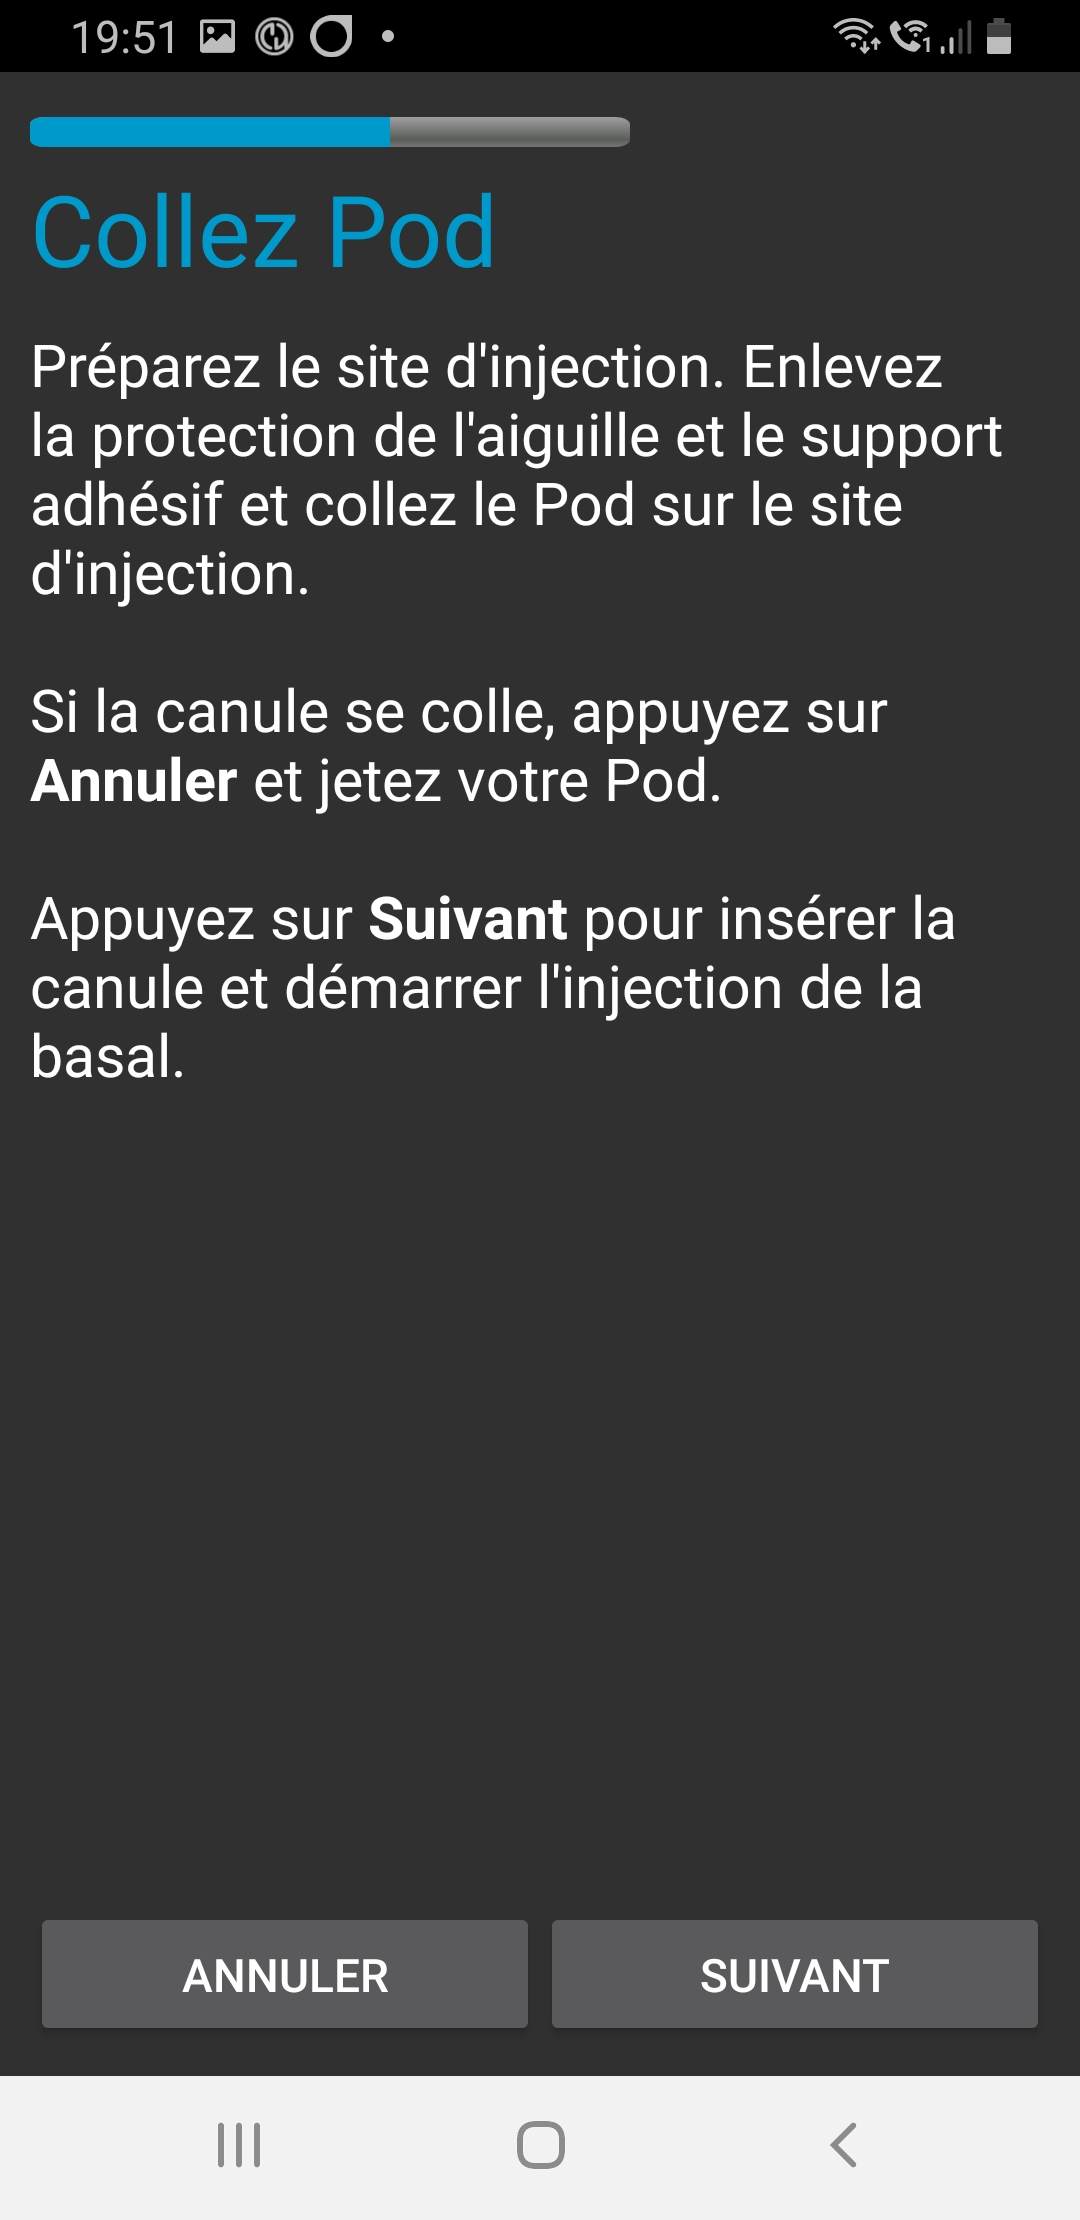 19:51
Collez Pod
Préparez le site d'injection. Enlevez
la protection de l'aiguille et le support
adhésif et collez le Pod sur le site
d'injection.
Si la canule se colle, appuyez sur
Annuler et jetez votre Pod.
Appuyez sur Suivant pour insérer la
canule et démarrer l'injection de la
basal.
ANNULER
SUIVANT